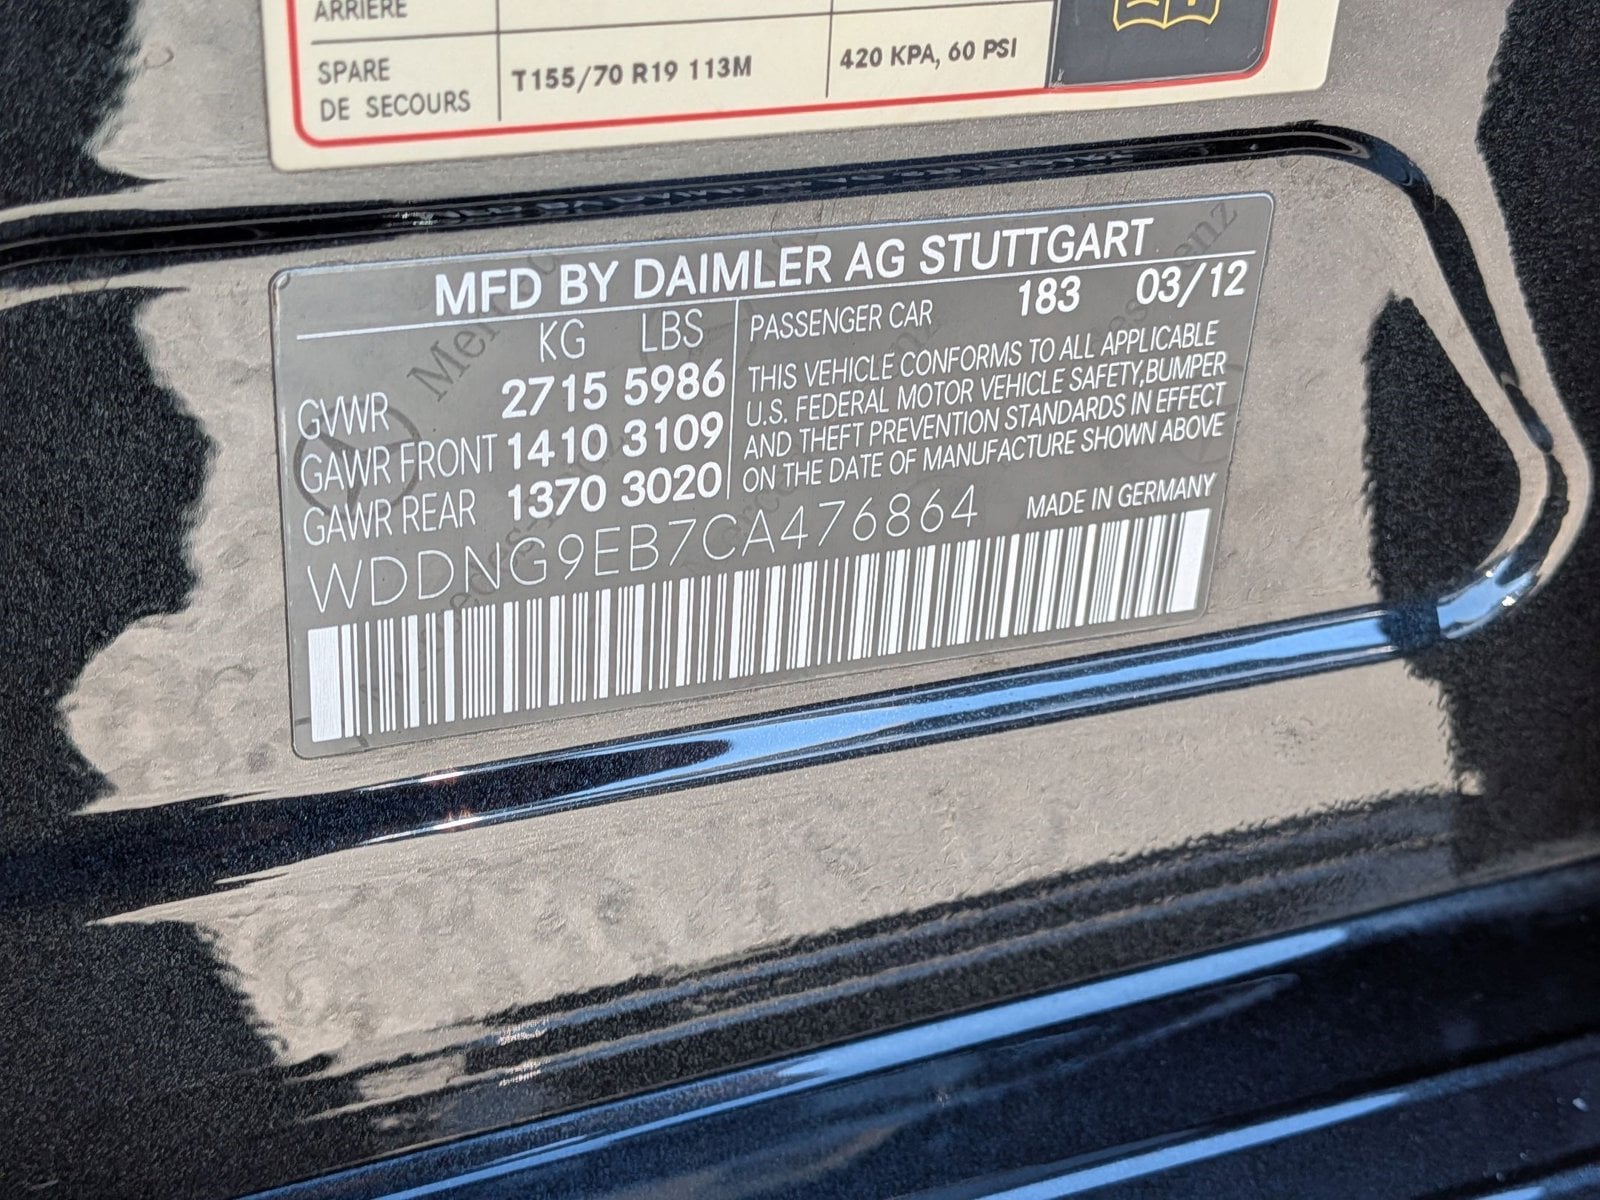 ARRIÈRE
SPARE
DE SECOURS
T155/70 R19 113M
420 KPA, 60 PSI
MFD BY DAIMLER AG STUTTGART
KG LBS
GVWR 2715 5986
GAWR FRONT 1410 3109
GAWR REAR 1370 3020
PASSENGER CAR 183 03/12
THIS VEHICLE CONFORMS TO ALL APPLICABLE
U.S. FEDERAL MOTOR VEHICLE SAFETY,BUMPER
AND THEFT PREVENTION STANDARDS IN EFFECT
ON THE DATE OF MANUFACTURE SHOWN ABOVE
WDDNG9EB7CA476864
MADE IN GERMANY